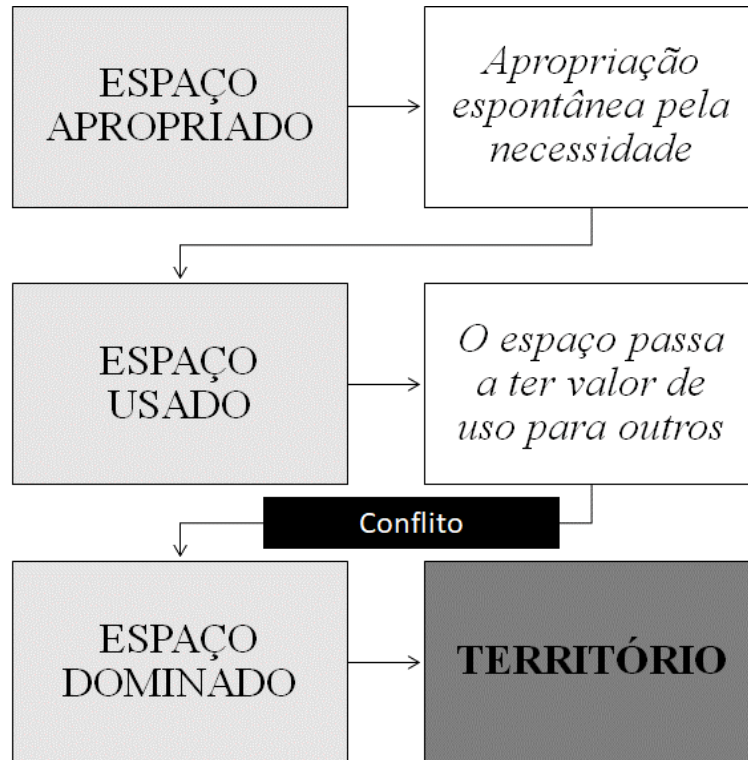 ESPAÇO
APROPRIADO
Apropriação
espontânea pela
necessidade
ESPAÇO
USADO
O espaço passa
a ter valor de
uso para outros
Conflito
ESPAÇO
DOMINADO
TERRITÓRIO